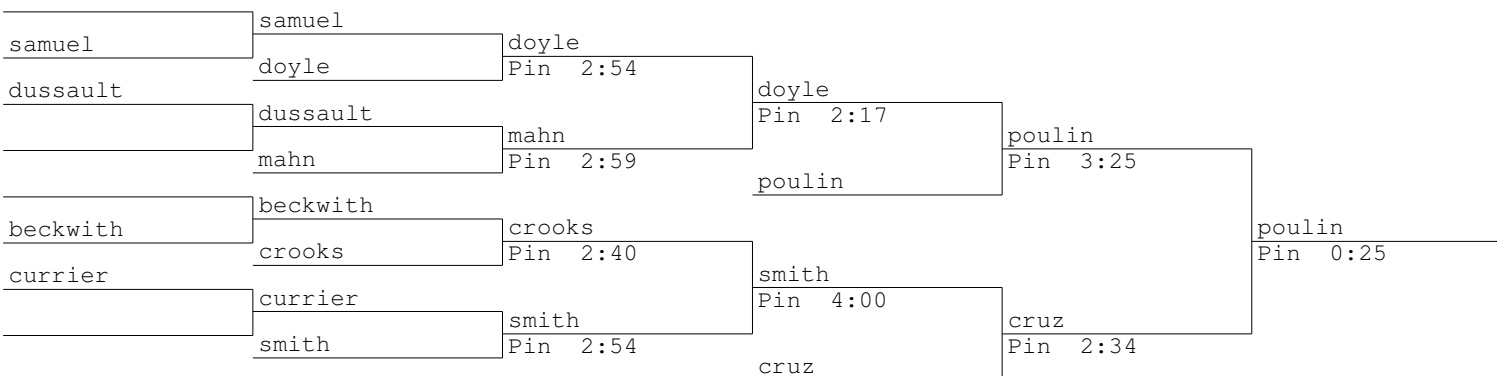 samuel
samuel
doyle
doyle
Pin 2:54
dussault
dussault
mahn
mahn
Pin 2:59
doyle
Pin 2:17
poulin
poulin
Pin 3:25
beckwith
beckwith
crooks
crooks
Pin 2:40
currier
currier
smith
smith
Pin 2:54
smith
Pin 4:00
cruz
cruz
Pin 2:34
poulin
Pin 0:25